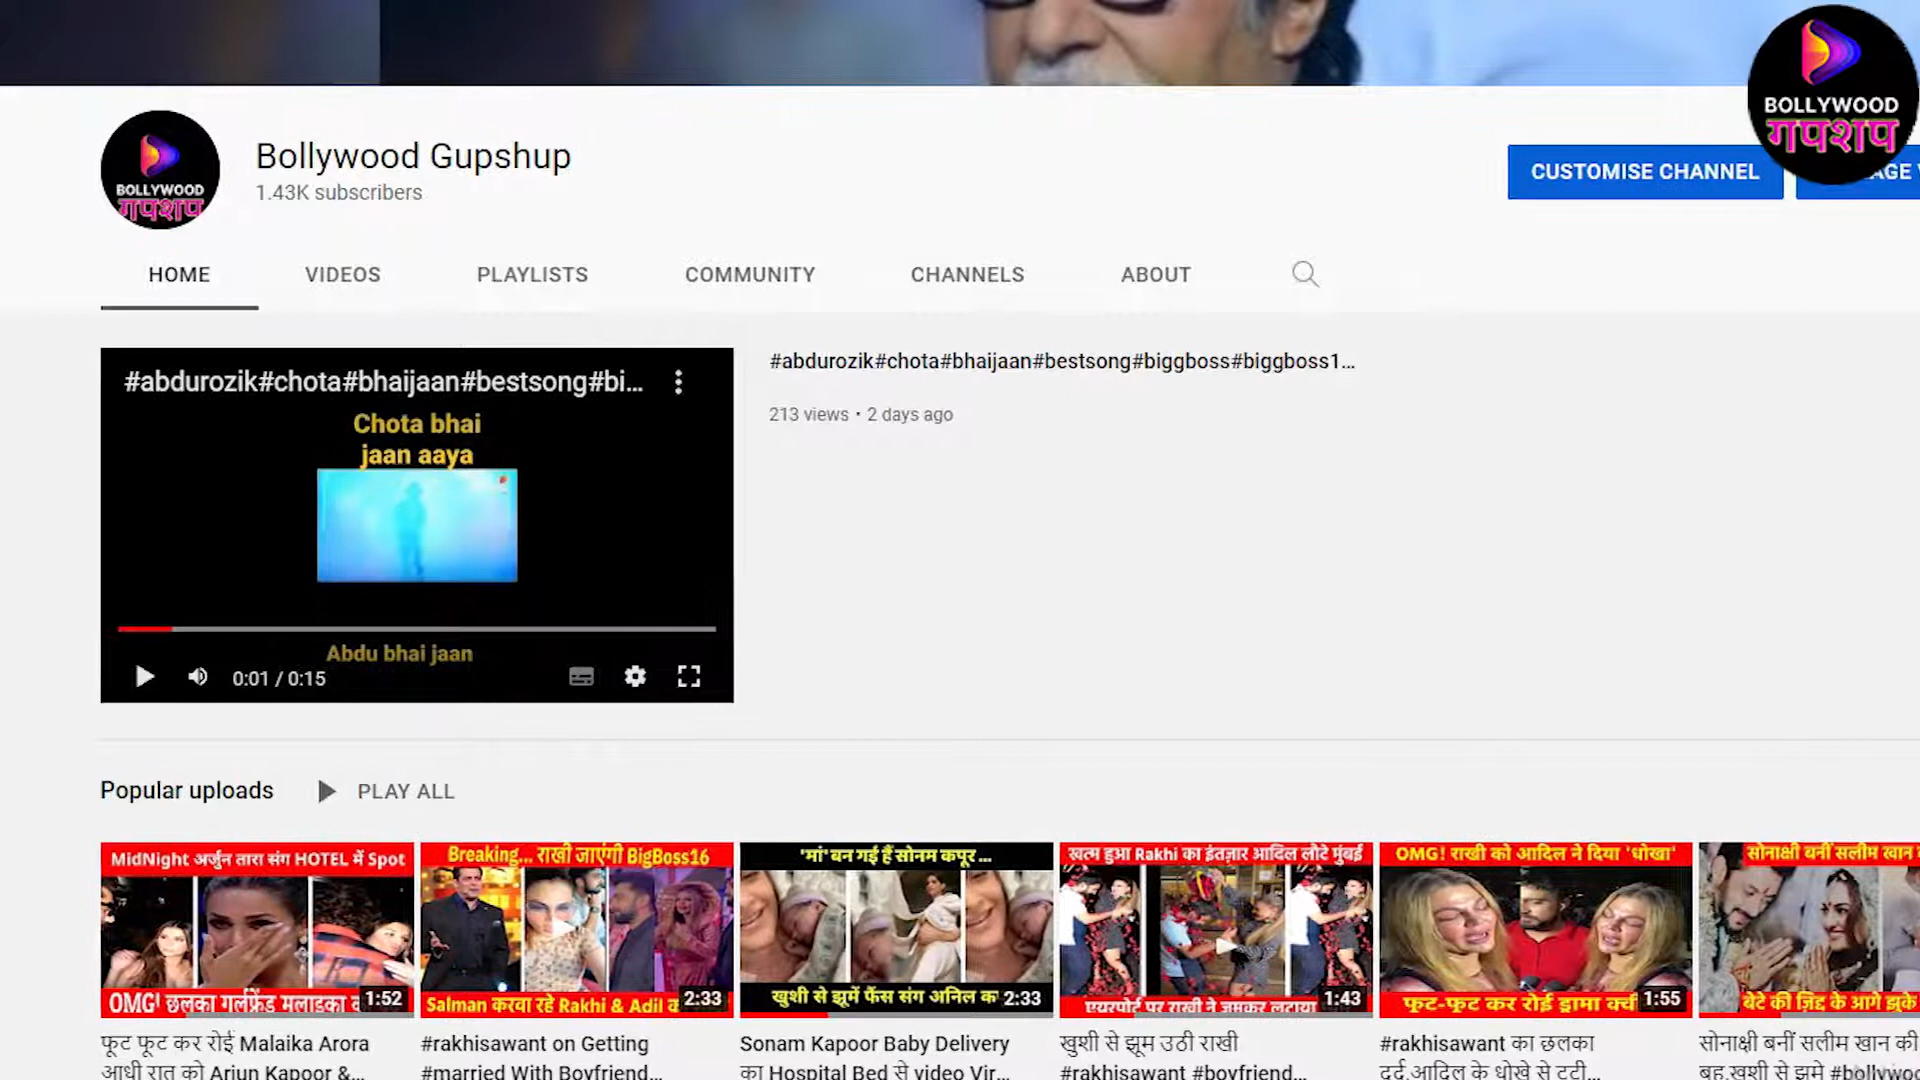 BOLLYWOOD
गपशप
BOLLYWOOD
गपशप
Bollywood Gupshup
1.43K subscribers
CUSTOMISE CHANNEL
HOME
VIDEOS
PLAYLISTS
COMMUNITY
CHANNELS
ABOUT
#abdurozik#chota#bhaijaan#bestsong#bi...
Chota bhai
jaan aaya
Abdu bhai jaan
0:01 / 0:15
#abdurozik#chota#bhaijaan#bestsong#biggboss#biggboss1...
213 views • 2 days ago
Popular uploads
PLAY ALL
MidNight अर्जुन तारा संग HOTEL में Spot
OMG! छलका गर्लफ्रेंड मलाइका
1:52
फूट फूट कर रोई Malaika Arora
आधी रात को Arjun Kapoor &...
Breaking... राखी जाएंगी BigBoss16
Salman करवा रहे Rakhi & Adil
2:33
#rakhisawant on Getting
#married With Boyfriend...
'मां' बन गई हैं सोनम कपूर ...
खुशी से झूमें फैंस संग अनिल
2:33
Sonam Kapoor Baby Delivery
का Hospital Bed से video Vir...
खत्म हुआ Rakhi का इंतज़ार आदिल लौटे मुंबई
एयरपोर्ट पर राखी ने जमकर लुटाया
1:43
खुशी से झूम उठी राखी
#rakhisawant #boyfriend...
OMG! राखी को आदिल ने दिया 'धोखा'
फूट-फूट कर रोई ड्रामा क्वी
1:55
#rakhisawant का छलका
दर्द,आदिल के धोखे से टूटी...
सोनाक्षी बनीं सलीम खान
बेटे की ज़िद के आगे झुके
सोनाक्षी बनीं सलीम खान की
बहू,खुशी से झूमे